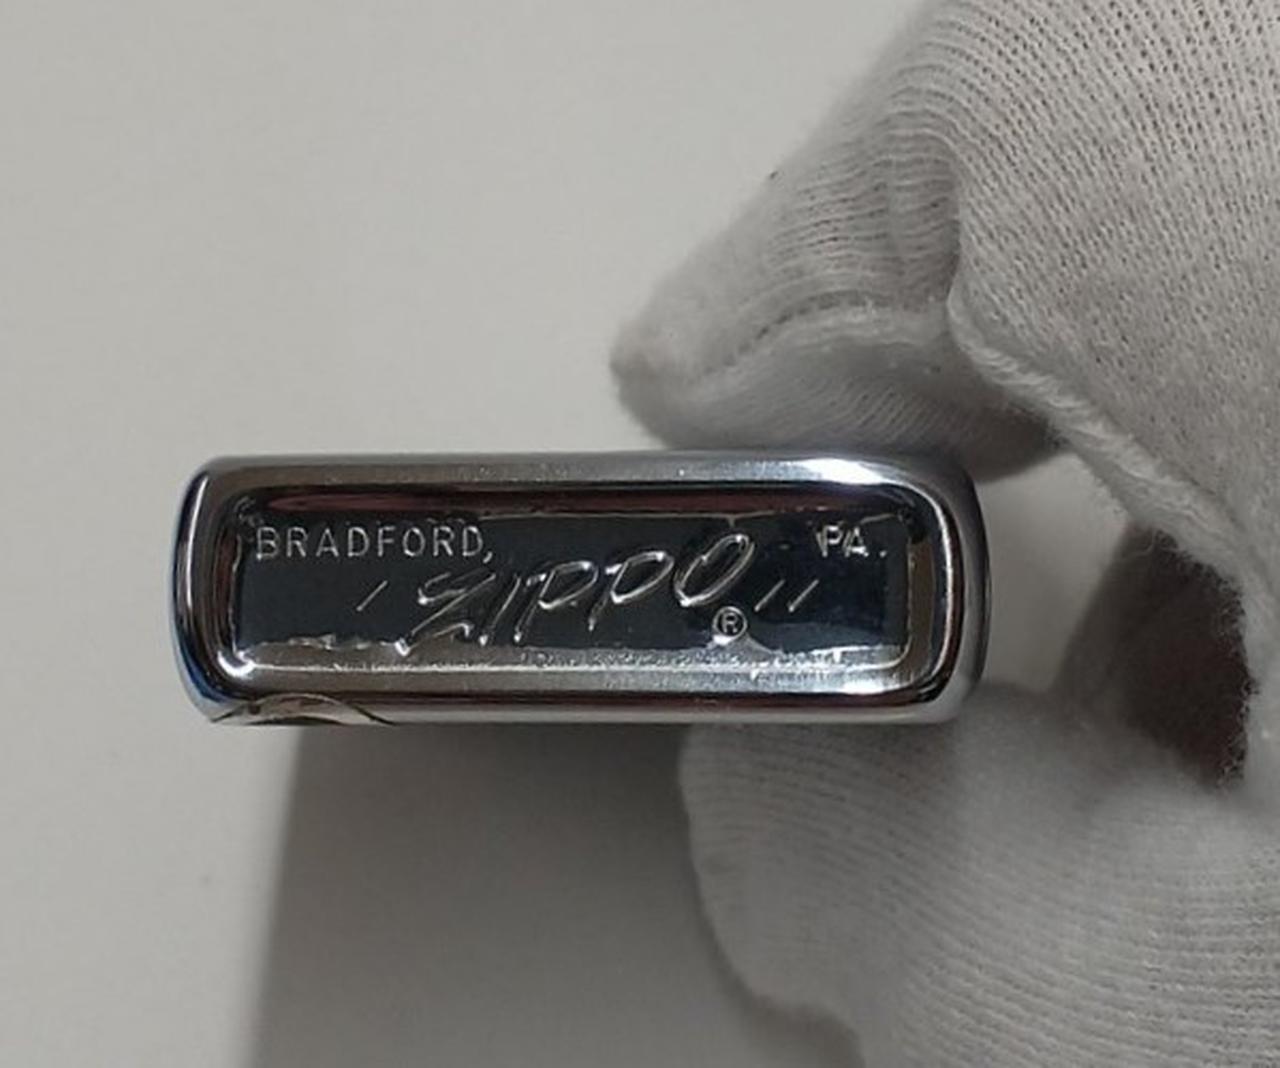 BRADFORD, PA.
/ ZIPPO ® //